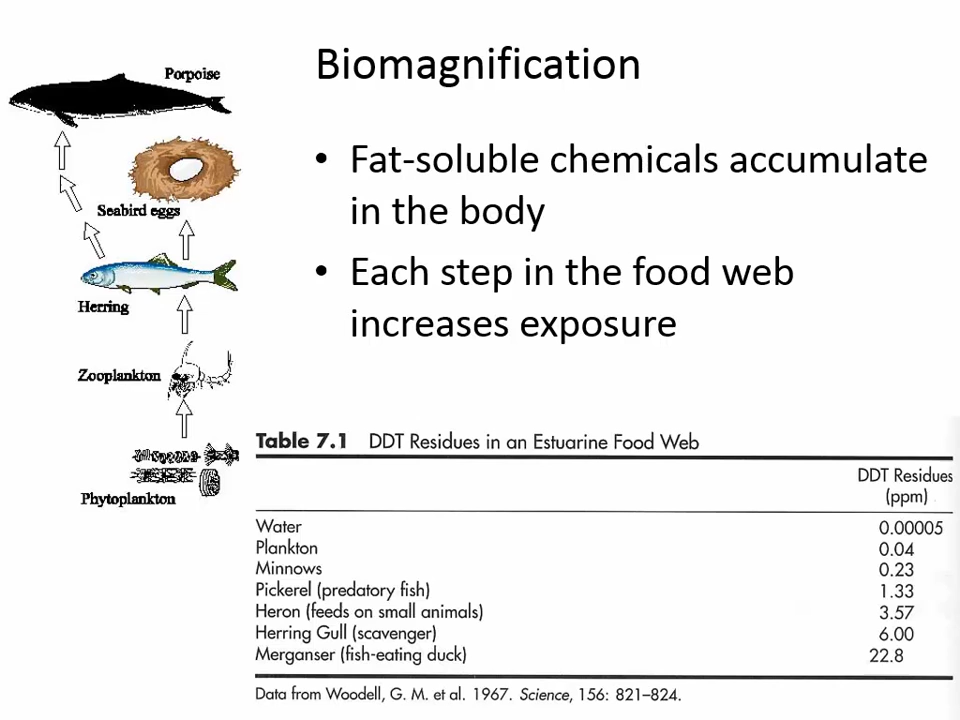 Biomagnification
• Fat-soluble chemicals accumulate
in the body
• Each step in the food web
increases exposure
Porpoise
Seabird eggs
Herring
Zooplankton
Phytoplankton
Table 7.1 DDT Residues in an Estuarine Food Web
DDT Residues
(ppm)
Water 0.00005
Plankton 0.04
Minnows 0.23
Pickerel (predatory fish) 1.33
Heron (feeds on small animals) 3.57
Herring Gull (scavenger) 6.00
Merganser (fish-eating duck) 22.8
Data from Woodell, G. M. et al. 1967. Science, 156: 821–824.